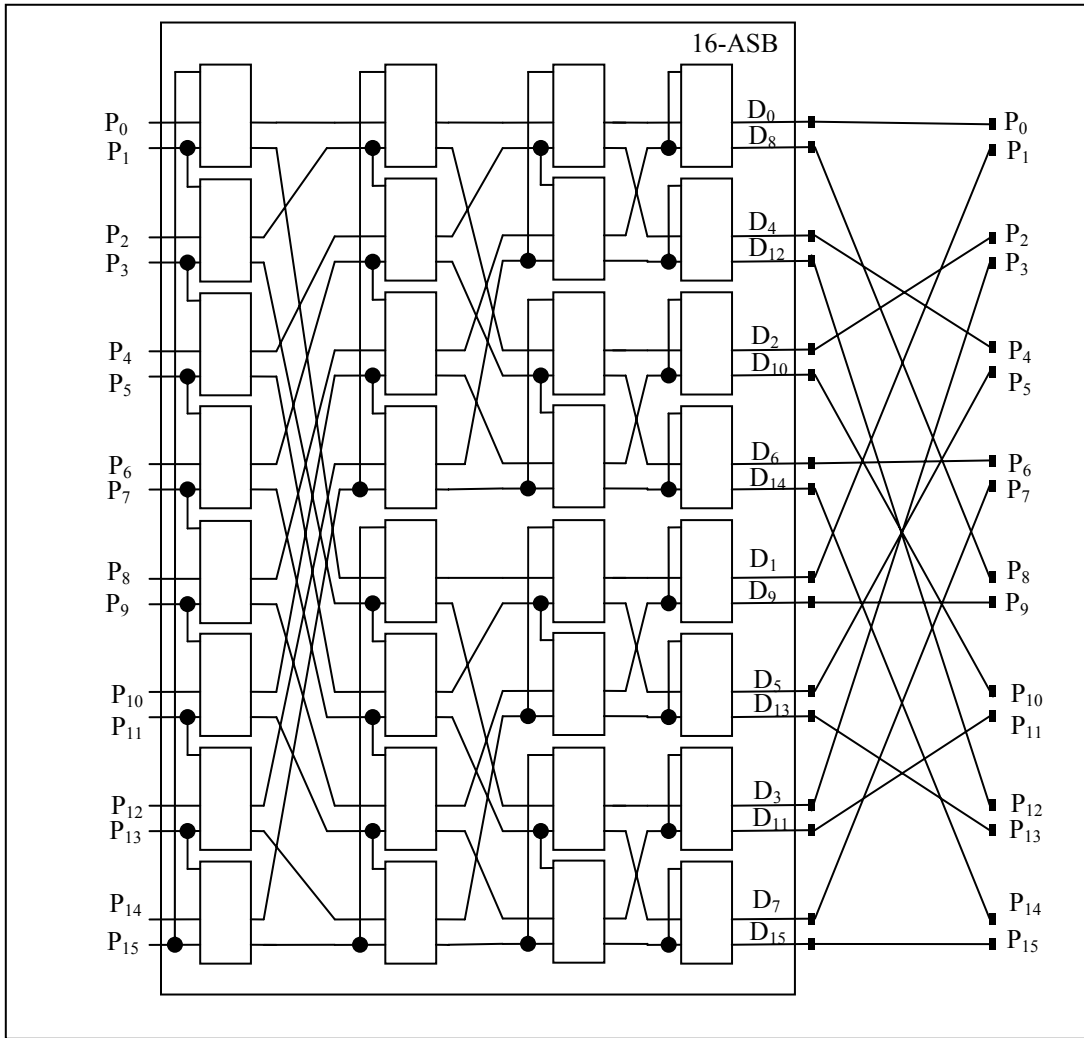 16-ASB
P0 D0 P0
P1 D8 P1
P2 D4 P2
P3 D12 P3
P4 D2 P4
P5 D10 P5
P6 D6 P6
P7 D14 P7
P8 D1 P8
P9 D9 P9
P10 D5 P10
P11 D13 P11
P12 D3 P12
P13 D11 P13
P14 D7 P14
P15 D15 P15